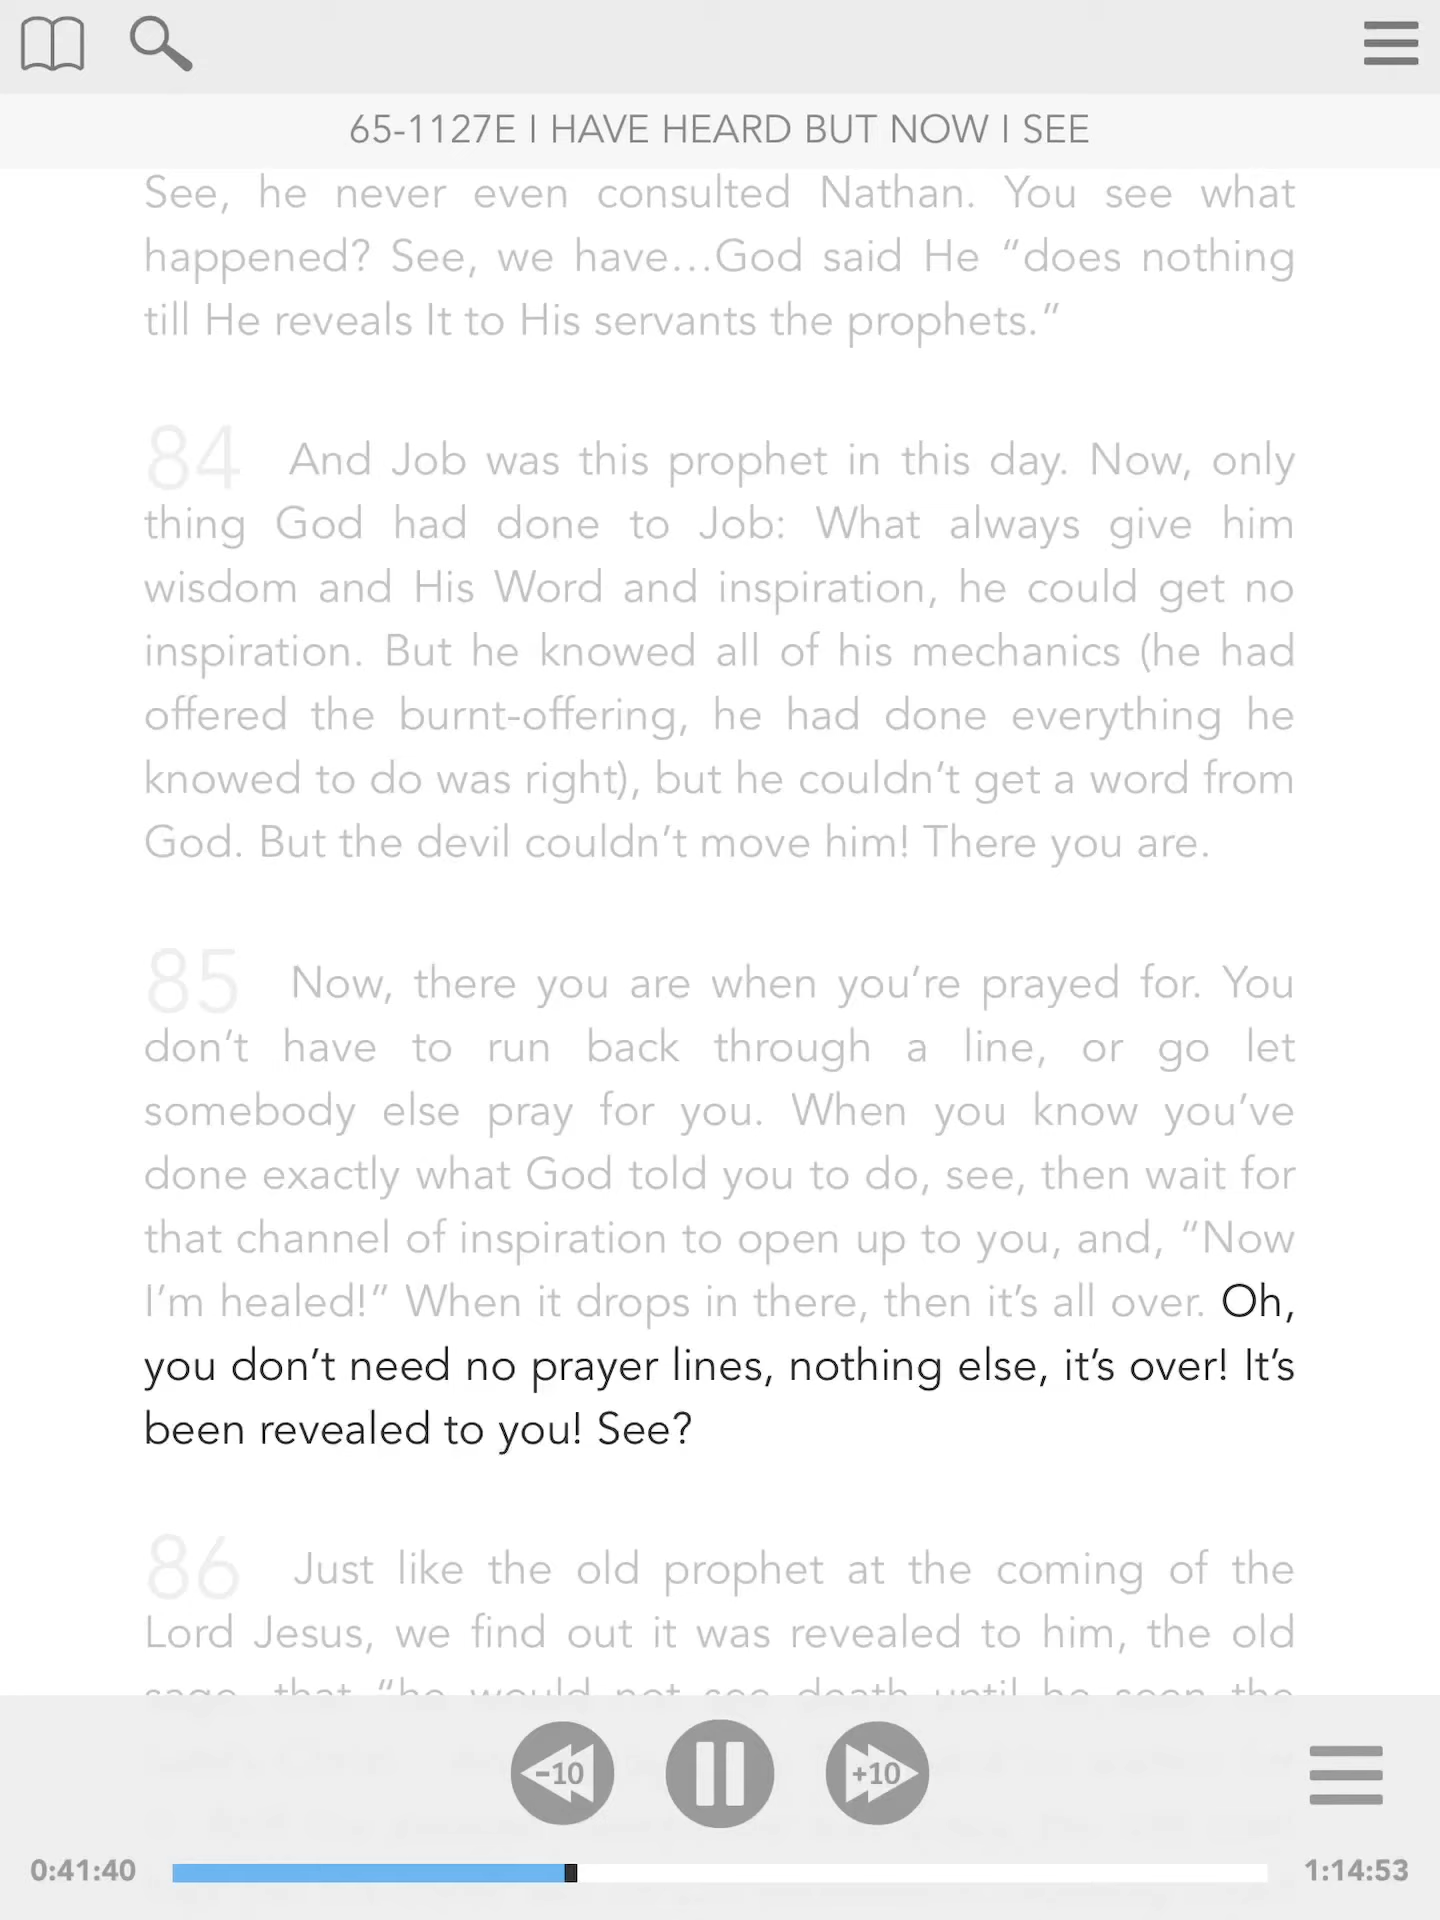 65-1127E I HAVE HEARD BUT NOW I SEE
See, he never even consulted Nathan. You see what
happened? See, we have…God said He “does nothing
till He reveals It to His servants the prophets.”
84 And Job was this prophet in this day. Now, only
thing God had done to Job: What always give him
wisdom and His Word and inspiration, he could get no
inspiration. But he knowed all of his mechanics (he had
offered the burnt-offering, he had done everything he
knowed to do was right), but he couldn’t get a word from
God. But the devil couldn’t move him! There you are.
85 Now, there you are when you’re prayed for. You
don’t have to run back through a line, or go let
somebody else pray for you. When you know you’ve
done exactly what God told you to do, see, then wait for
that channel of inspiration to open up to you, and, “Now
I’m healed!” When it drops in there, then it’s all over. Oh,
you don’t need no prayer lines, nothing else, it’s over! It’s
been revealed to you! See?
86 Just like the old prophet at the coming of the
Lord Jesus, we find out it was revealed to him, the old
sage, that “he would not see death until he seen the
-10 +10
0:41:40 1:14:53